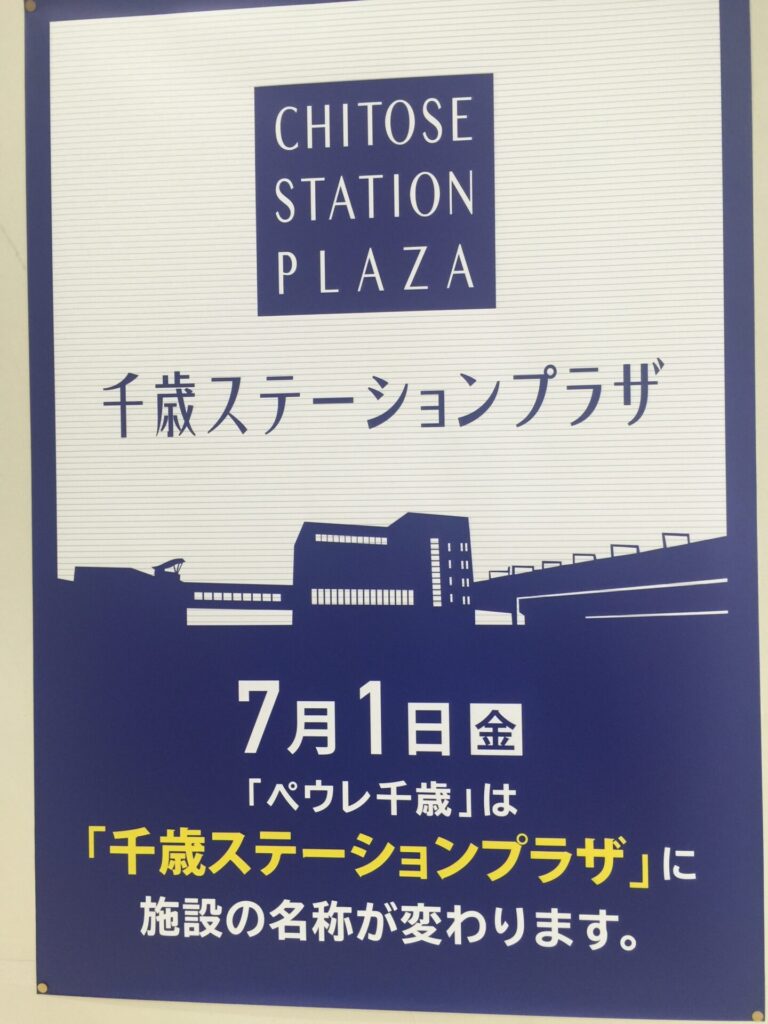 CHITOSE
STATION
PLAZA
千歳ステーションプラザ
7月1日 金
「ペウレ千歳」は
「千歳ステーションプラザ」に
施設の名称が変わります。